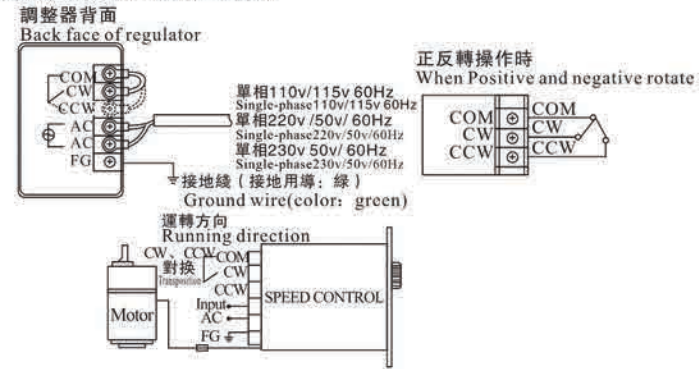 調整器背面
Back face of regulator
COM
CW
CCW
AC
AC
FG
單相110v/115v 60Hz
Single-phase110v/115v 60Hz
單相220v /50v/ 60Hz
Single-phase220v/50v/60Hz
單相230v 50v/ 60Hz
Single-phase230v/50v/60Hz
接地綫（接地用導：緑）
Ground wire(color：green)
正反轉操作時
When Positive and negative rotate
COM
CW
CCW
COM
CW
CCW
運轉方向
Running direction
CW、CCW
對换
Transposition
COM
CW
CCW
Input
AC
FG
Motor
SPEED CONTROL